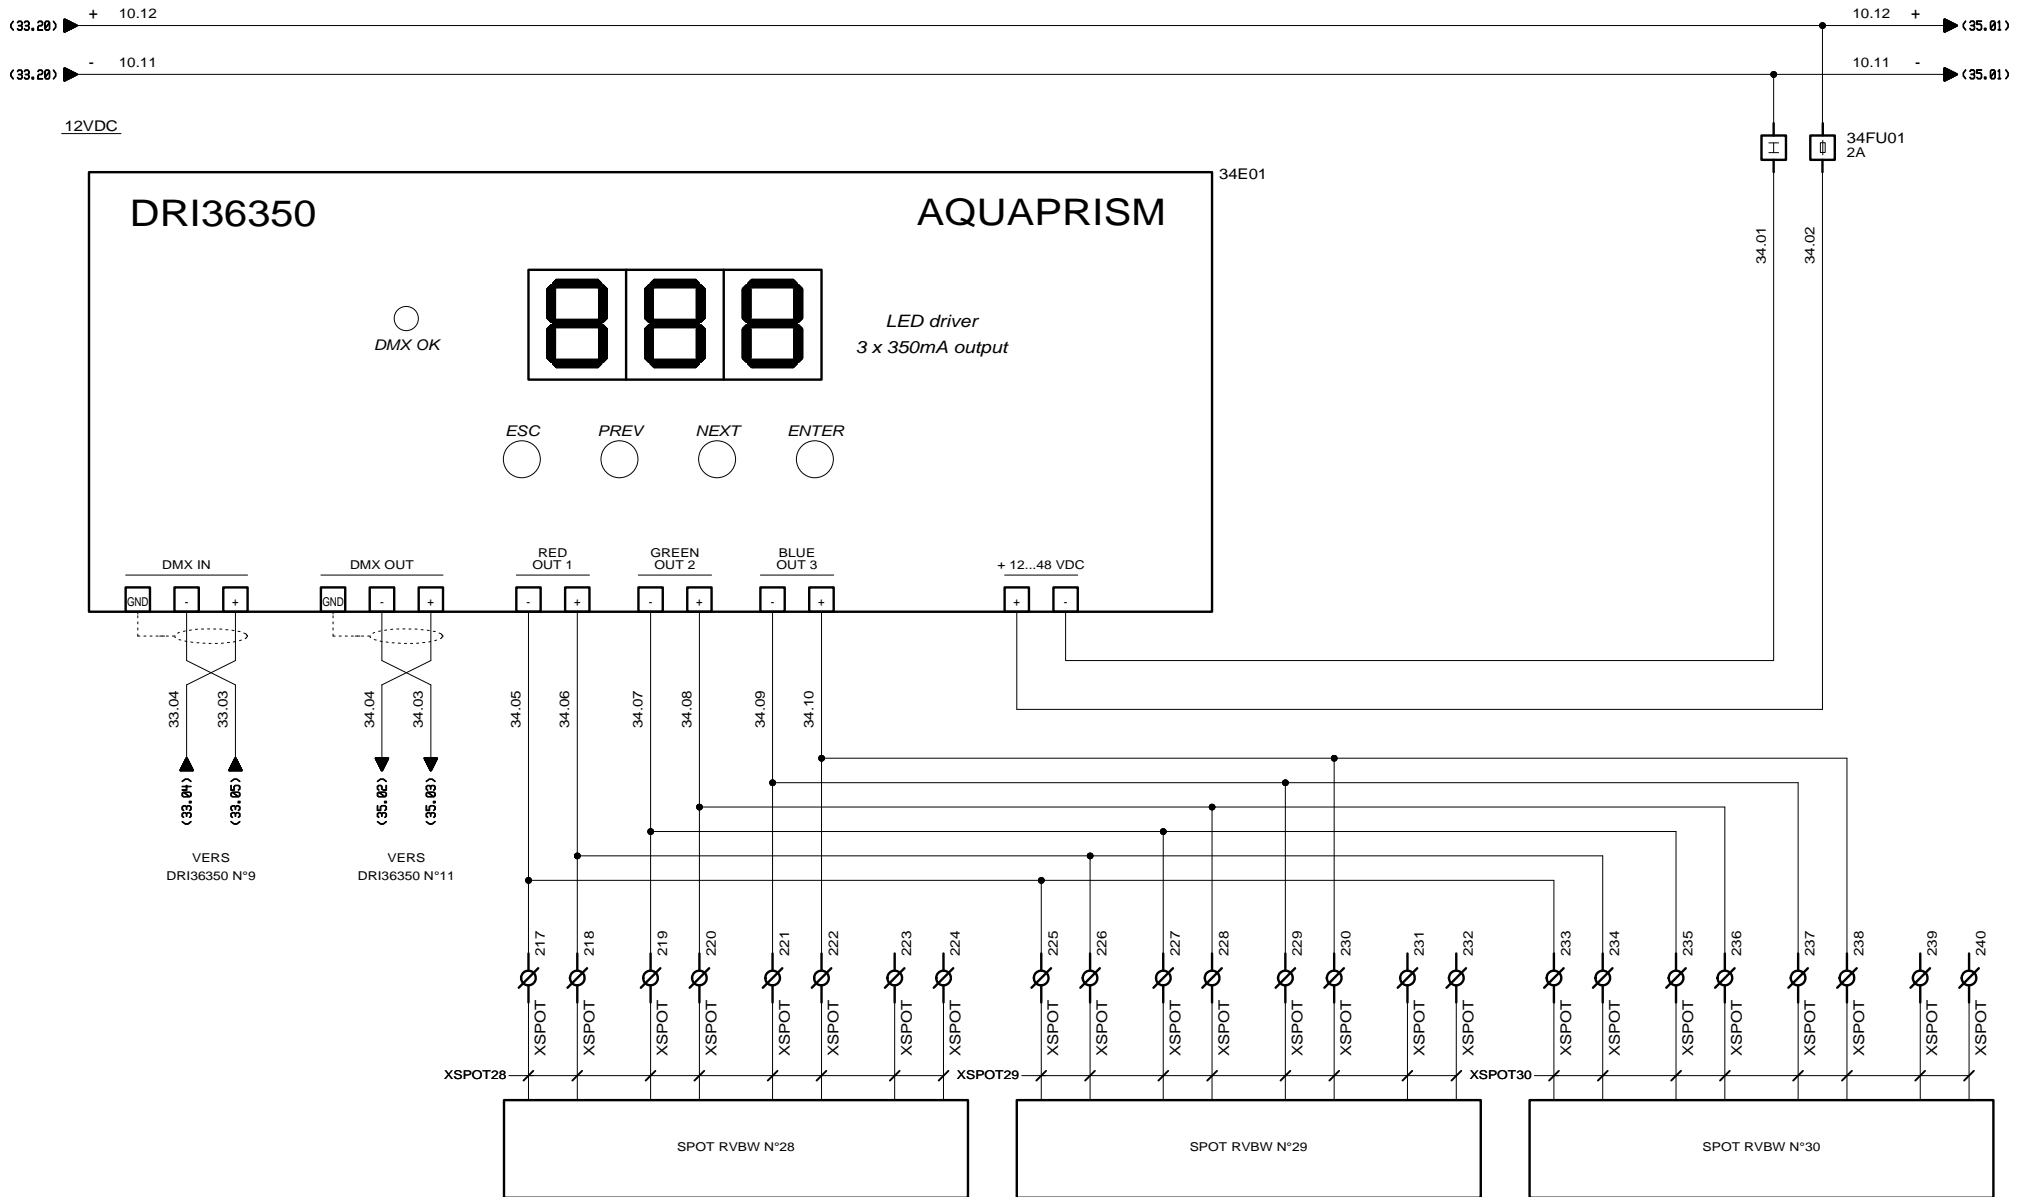 (33.20) + 10.12 10.12 + (35.01)
(33.20) - 10.11 10.11 - (35.01)
12VDC
34FU01
2A
34E01
DRI36350 AQUAPRISM
34.01 34.02
DMX OK
888
LED driver
3 x 350mA output
ESC PREV NEXT ENTER
DMX IN DMX OUT RED OUT 1 GREEN OUT 2 BLUE OUT 3 + 12...48 VDC
GND - + GND - + - + - + - + + -
33.04 33.03 34.04 34.03 34.05 34.06 34.07 34.08 34.09 34.10
(33.04) (33.05) (35.02) (35.03)
VERS
DRI36350 N°9
VERS
DRI36350 N°11
217 218 219 220 221 222 223 224 225 226 227 228 229 230 231 232 233 234 235 236 237 238 239 240
XSPOT XSPOT XSPOT XSPOT XSPOT XSPOT XSPOT XSPOT XSPOT XSPOT XSPOT XSPOT XSPOT XSPOT XSPOT XSPOT XSPOT XSPOT XSPOT XSPOT XSPOT XSPOT XSPOT XSPOT
XSPOT28 XSPOT29 XSPOT30
SPOT RVBW N°28 SPOT RVBW N°29 SPOT RVBW N°30